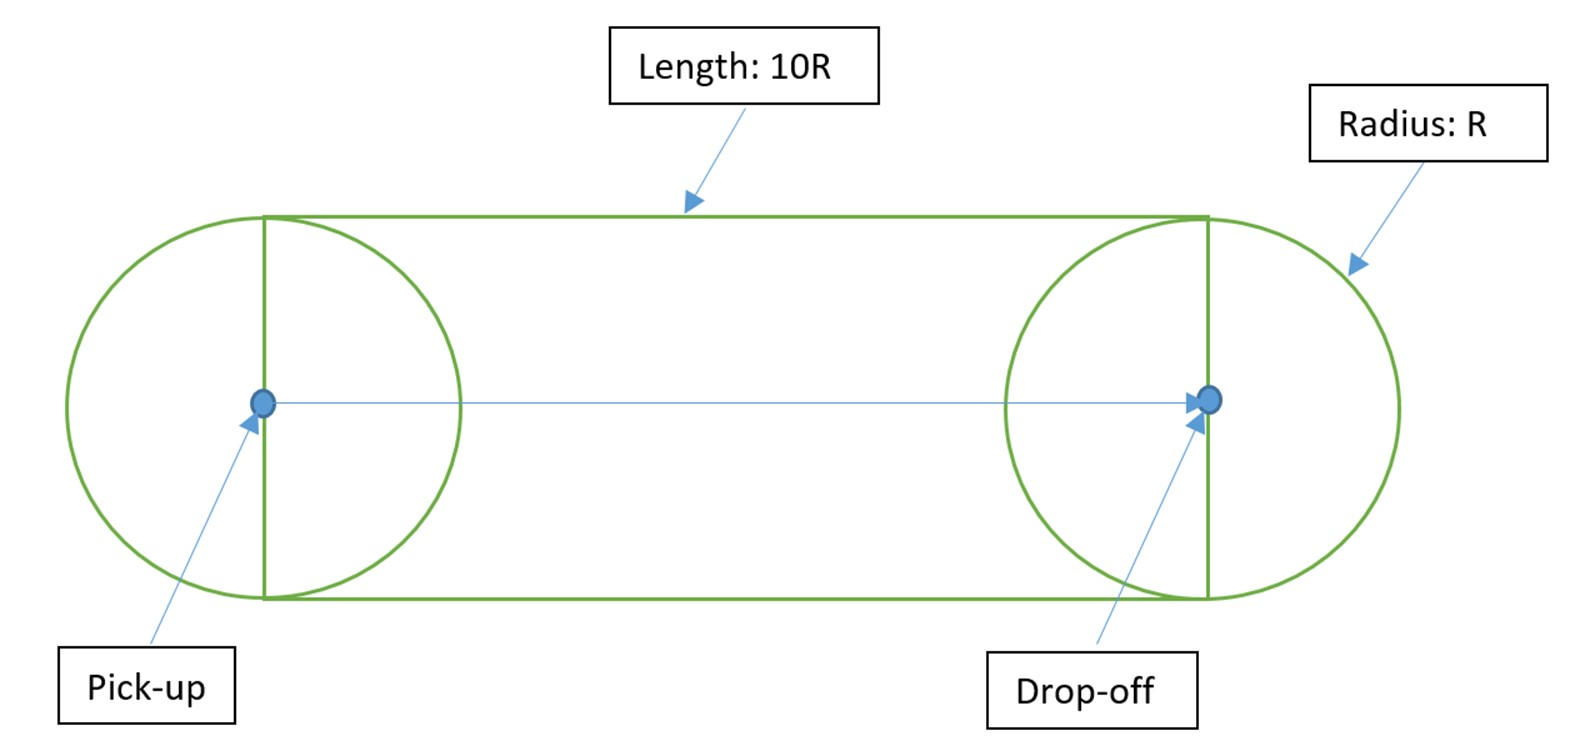 Length: 10R
Radius: R
Pick-up
Drop-off